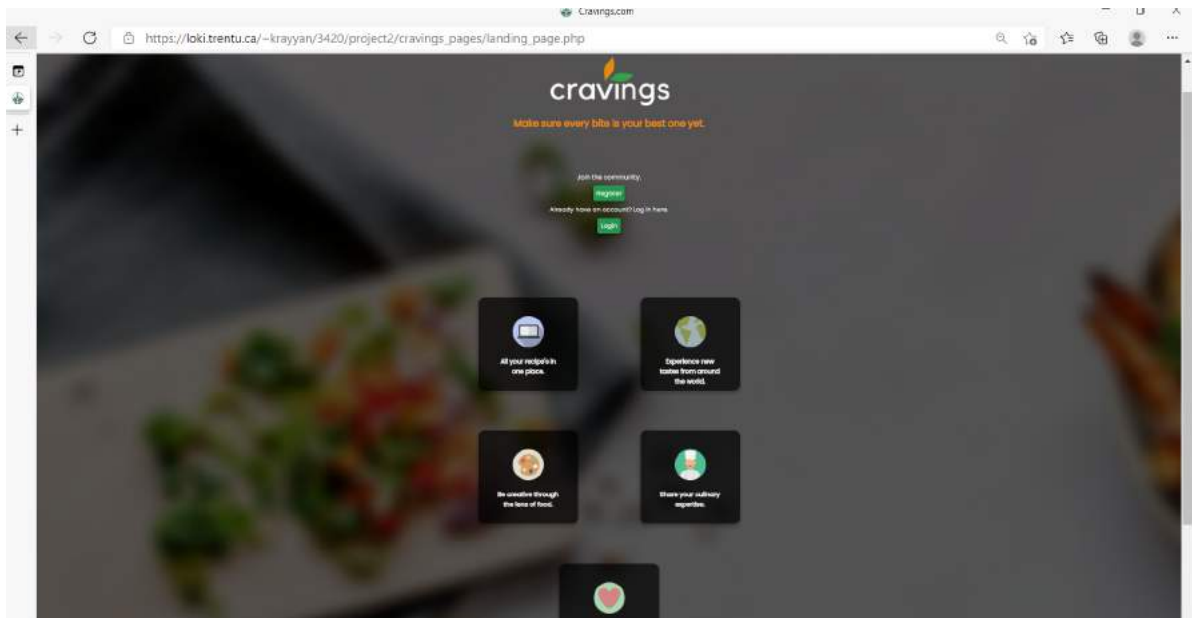 Cravings.com
https://loki.trentu.ca/~krayyan/3420/project2/cravings_pages/landing_page.php
cravings
Make sure every bite is your best one yet.
Join the community,
Register
Already have an account? Log in here
Login
All your recipe's in
one place.
Experience new
tastes from around
the world.
Be creative through
the lens of food.
Share your culinary
expertise.